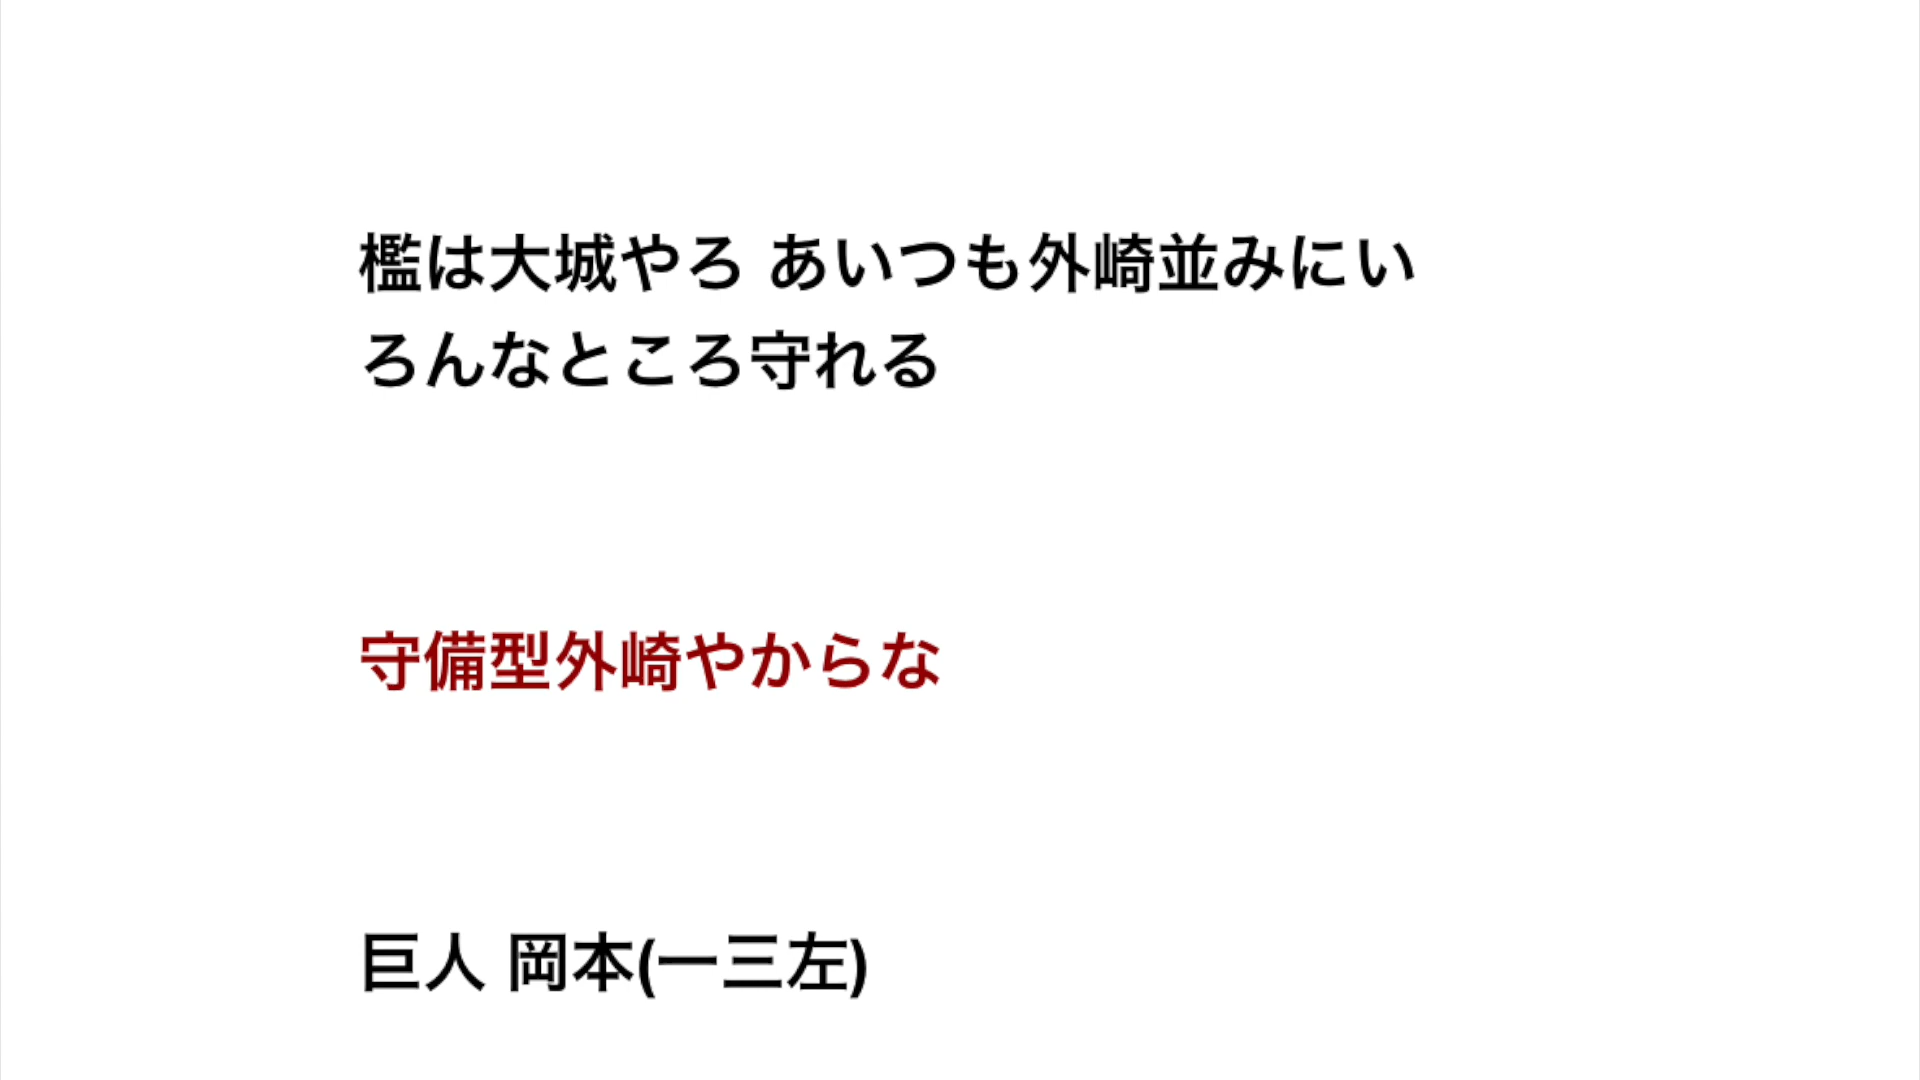 檻は大城やろ あいつも外崎並みにい
ろんなところ守れる
守備型外崎やからな
巨人 岡本(一三左)